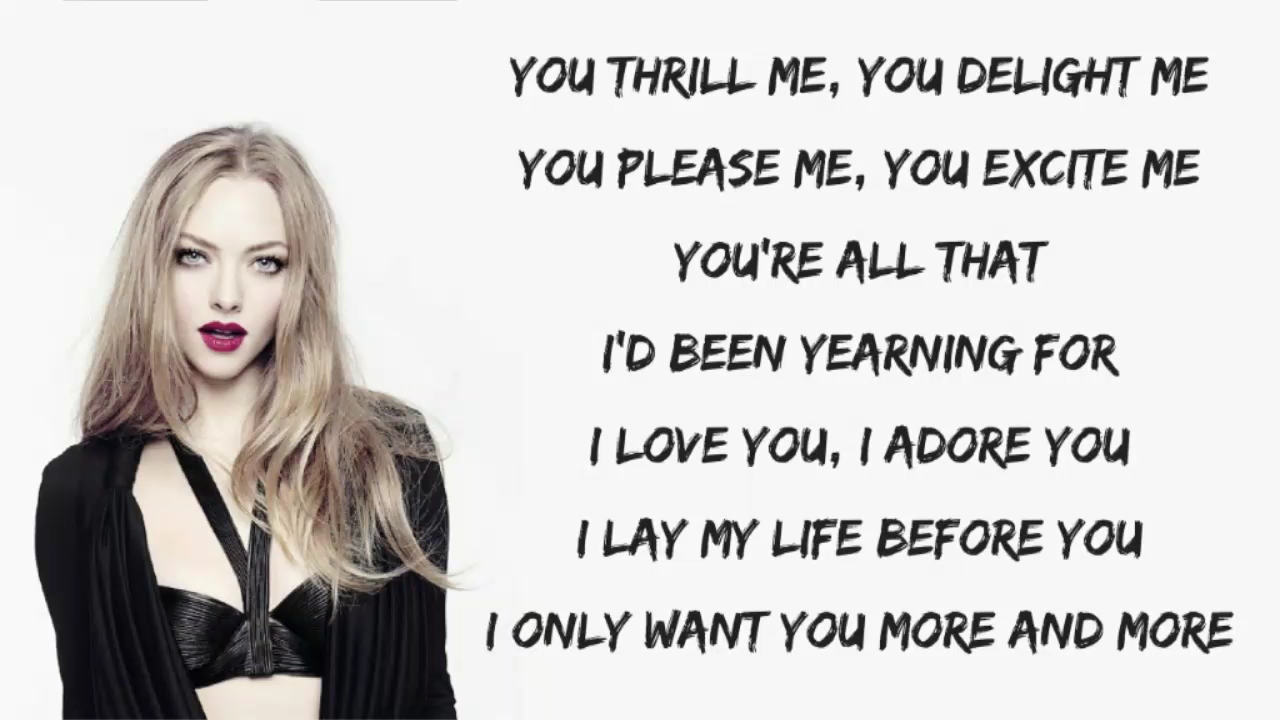 YOU THRILL ME, YOU DELIGHT ME
YOU PLEASE ME, YOU EXCITE ME
YOU'RE ALL THAT
I'D BEEN YEARNING FOR
I LOVE YOU, I ADORE YOU
I LAY MY LIFE BEFORE YOU
I ONLY WANT YOU MORE AND MORE